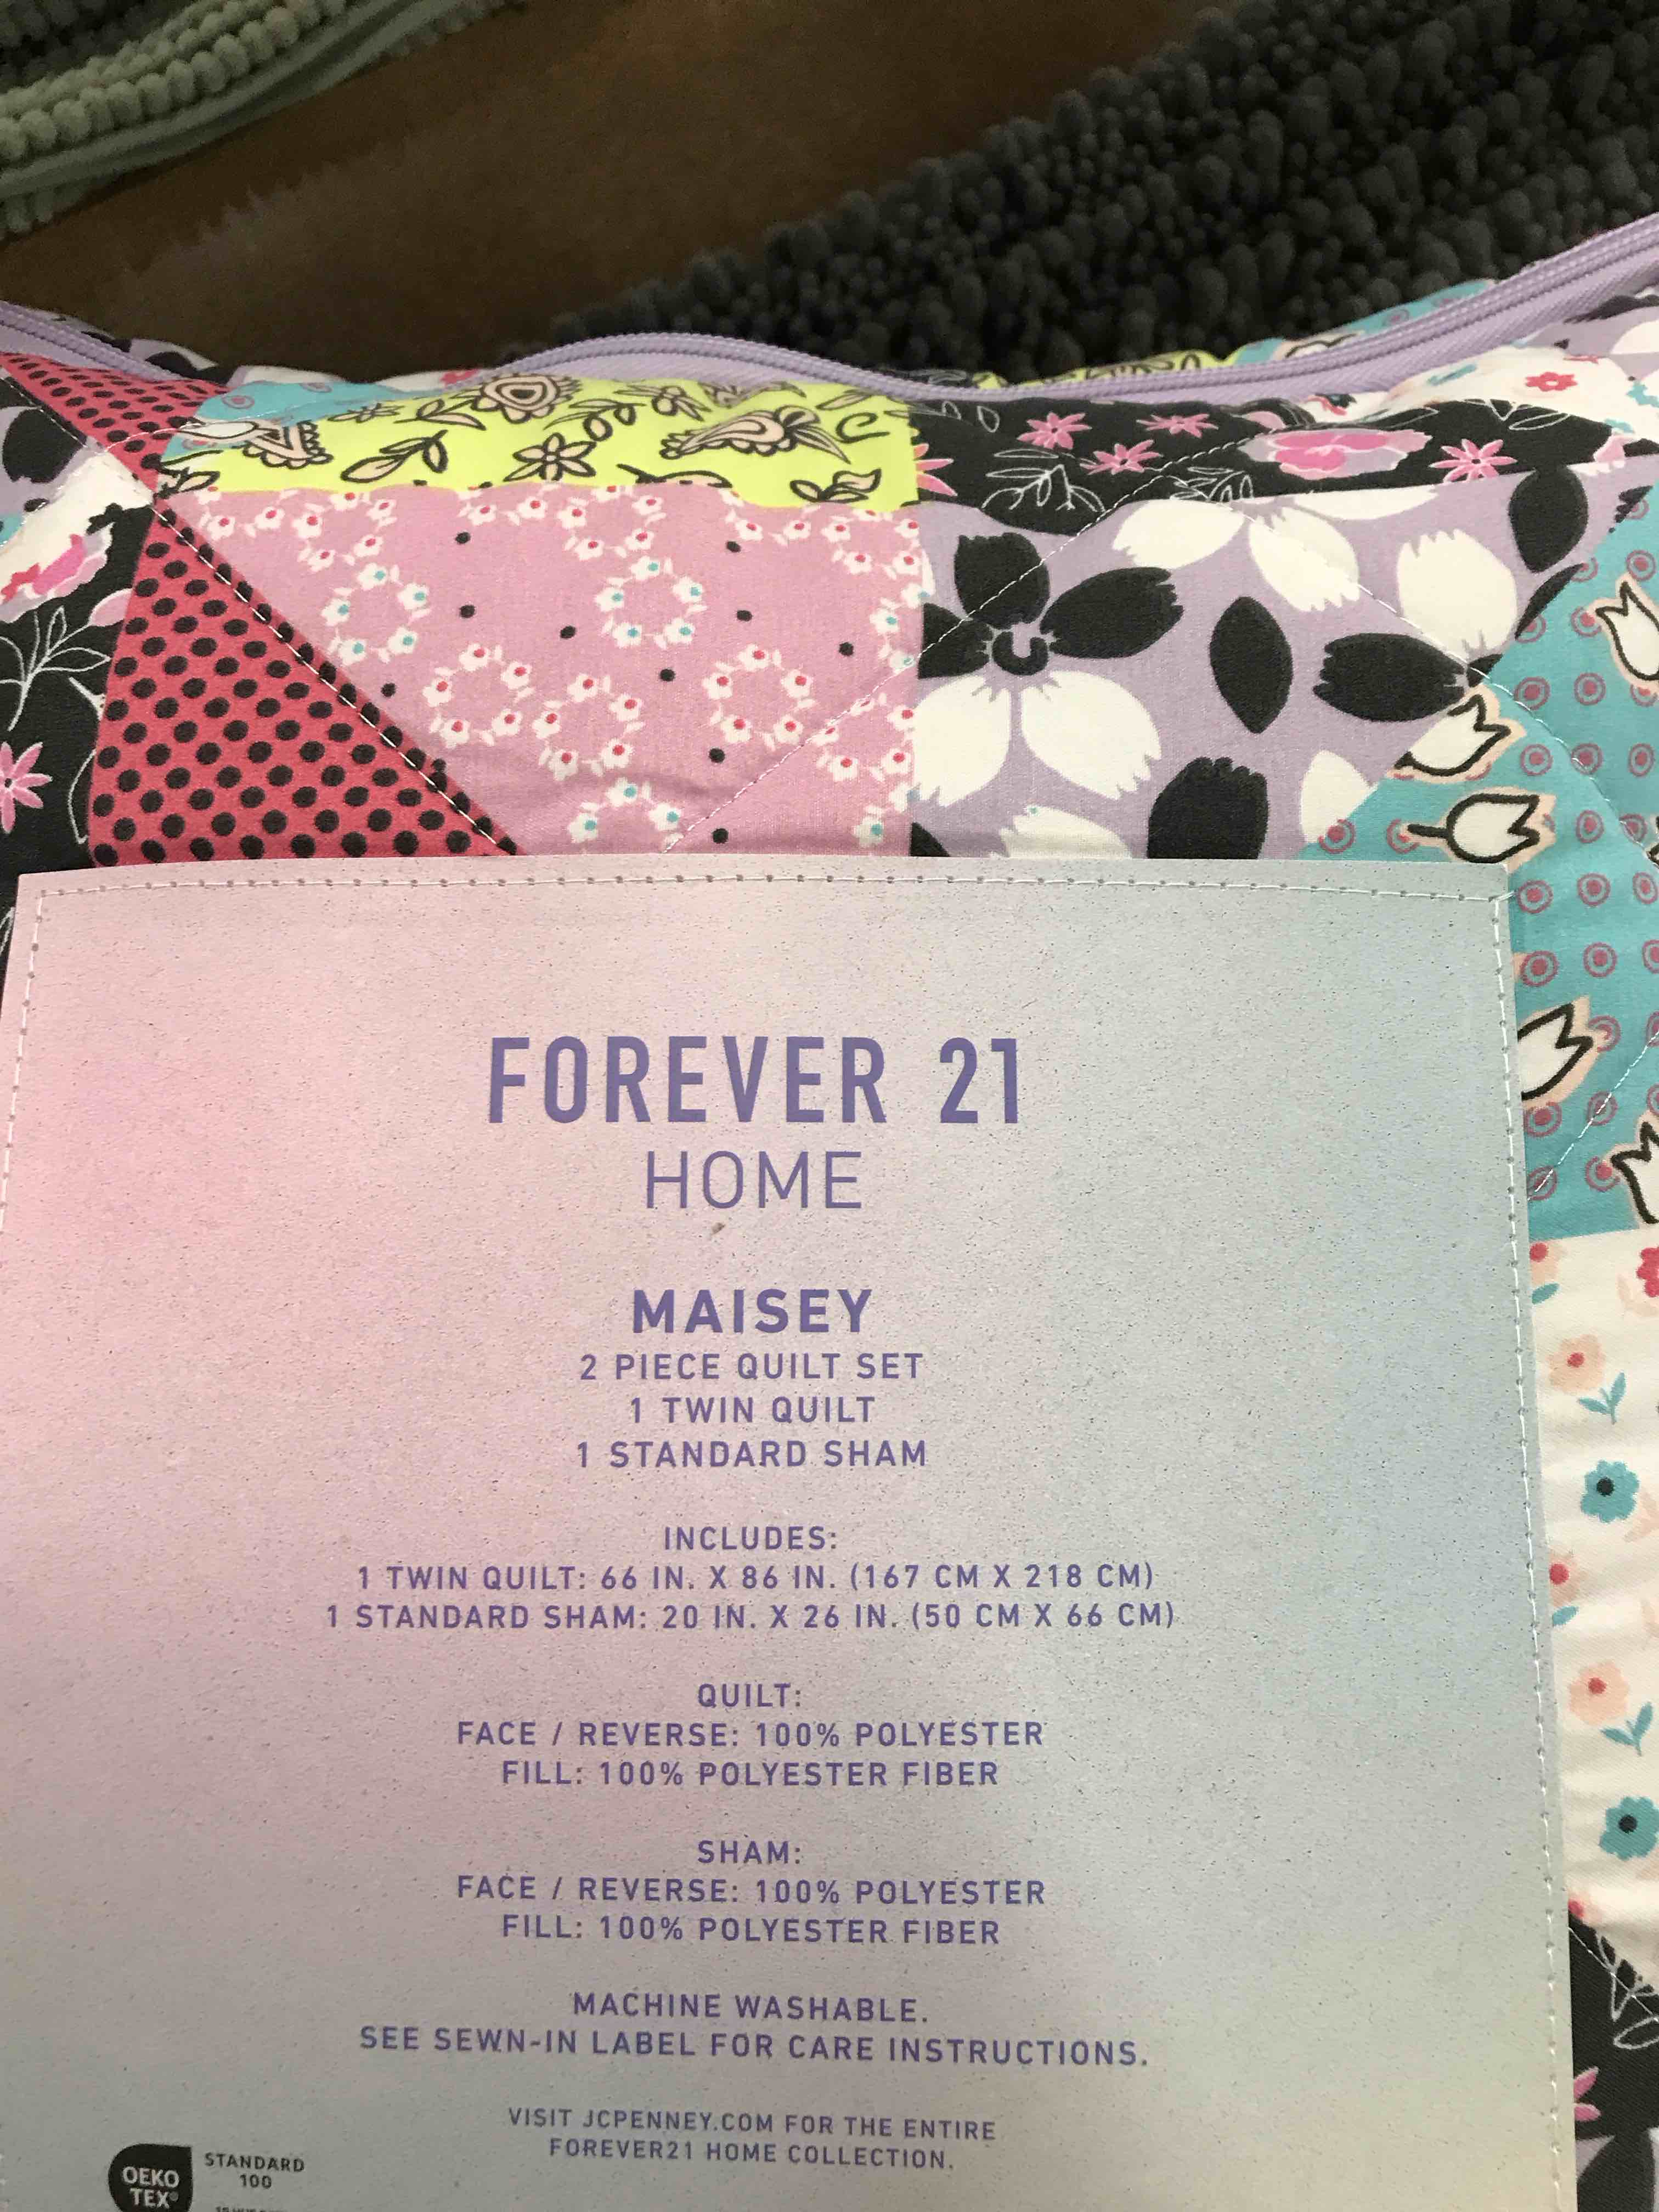 FOREVER 21
HOME
MAISEY
2 PIECE QUILT SET
1 TWIN QUILT
1 STANDARD SHAM
INCLUDES:
1 TWIN QUILT: 66 IN. X 86 IN. (167 CM X 218 CM)
1 STANDARD SHAM: 20 IN. X 26 IN. (50 CM X 66 CM)
QUILT:
FACE / REVERSE: 100% POLYESTER
FILL: 100% POLYESTER FIBER
SHAM:
FACE / REVERSE: 100% POLYESTER
FILL: 100% POLYESTER FIBER
MACHINE WASHABLE.
SEE SEWN-IN LABEL FOR CARE INSTRUCTIONS.
VISIT JCPENNEY.COM FOR THE ENTIRE
FOREVER21 HOME COLLECTION.
OEKO
TEX®
STANDARD
100